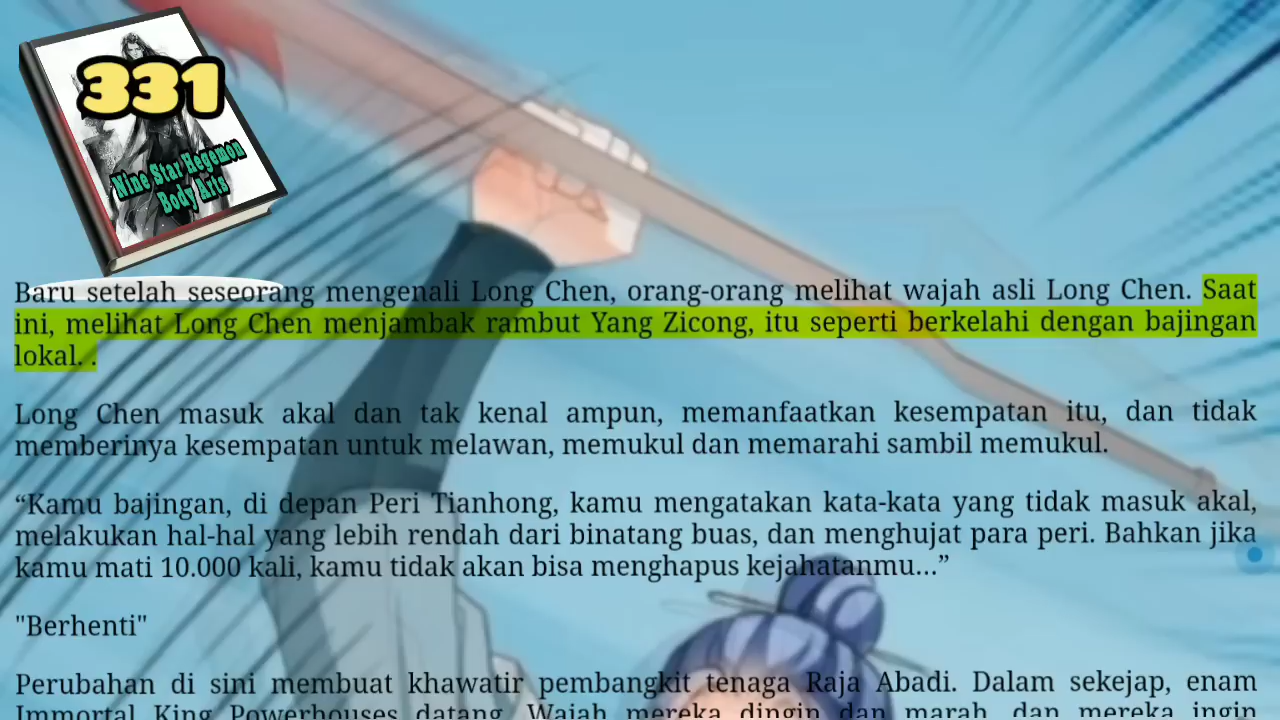 331
Nine Star Hegemon
Body Arts
Baru setelah seseorang mengenali Long Chen, orang-orang melihat wajah asli Long Chen. Saat
ini, melihat Long Chen menjambak rambut Yang Zicong, itu seperti berkelahi dengan bajingan
lokal. .
Long Chen masuk akal dan tak kenal ampun, memanfaatkan kesempatan itu, dan tidak
memberinya kesempatan untuk melawan, memukul dan memarahi sambil memukul.
“Kamu bajingan, di depan Peri Tianhong, kamu mengatakan kata-kata yang tidak masuk akal,
melakukan hal-hal yang lebih rendah dari binatang buas, dan menghujat para peri. Bahkan jika
kamu mati 10.000 kali, kamu tidak akan bisa menghapus kejahatanmu…”
"Berhenti"
Perubahan di sini membuat khawatir pembangkit tenaga Raja Abadi. Dalam sekejap, enam
Immortal King Powerhouses datang. Wajah mereka dingin dan marah, dan mereka ingin